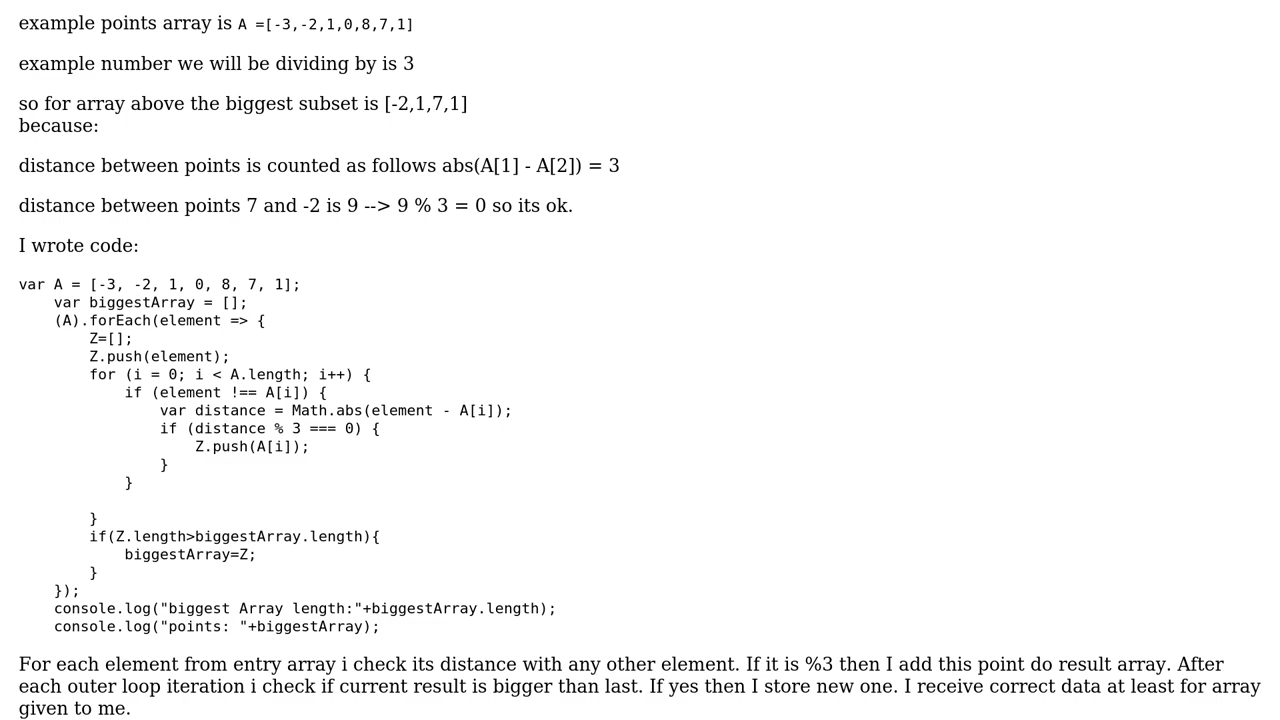 example points array is A =[-3,-2,1,0,8,7,1]
example number we will be dividing by is 3
so for array above the biggest subset is [-2,1,7,1]
because:
distance between points is counted as follows abs(A[1] - A[2]) = 3
distance between points 7 and -2 is 9 --> 9 % 3 = 0 so its ok.
I wrote code:
var A = [-3, -2, 1, 0, 8, 7, 1];
    var biggestArray = [];
    (A).forEach(element => {
        Z=[];
        Z.push(element);
        for (i = 0; i < A.length; i++) {
            if (element !== A[i]) {
                var distance = Math.abs(element - A[i]);
                if (distance % 3 === 0) {
                    Z.push(A[i]);
                }
            }
        }
        if(Z.length>biggestArray.length){
            biggestArray=Z;
        }
    });
    console.log("biggest Array length:"+biggestArray.length);
    console.log("points: "+biggestArray);
For each element from entry array i check its distance with any other element. If it is %3 then I add this point do result array. After
each outer loop iteration i check if current result is bigger than last. If yes then I store new one. I receive correct data at least for array
given to me.